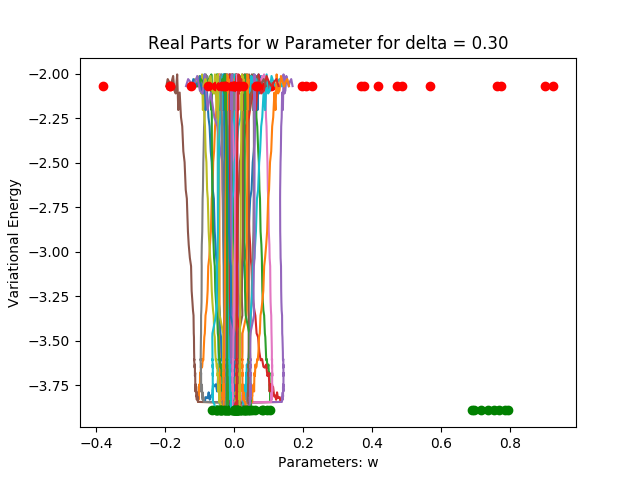 Real Parts for w Parameter for delta = 0.30
−2.00
−2.25
−2.50
−2.75
−3.00
−3.25
−3.50
−3.75
Variational Energy
−0.4 −0.2 0.0 0.2 0.4 0.6 0.8
Parameters: w